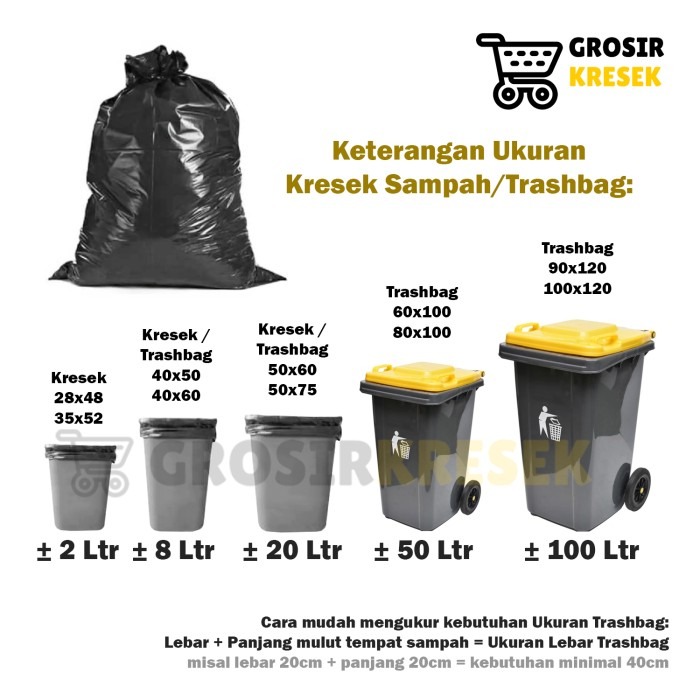 GROSIR
KRESEK
Keterangan Ukuran
Kresek Sampah/Trashbag:
Trashbag
90x120
100x120
Trashbag
60x100
80x100
Kresek /
Trashbag
50x60
50x75
Kresek /
Trashbag
40x50
40x60
Kresek
28x48
35x52
GROSIRKRESEK
± 2 Ltr
± 8 Ltr
± 20 Ltr
± 50 Ltr
± 100 Ltr
Cara mudah mengukur kebutuhan Ukuran Trashbag:
Lebar + Panjang mulut tempat sampah = Ukuran Lebar Trashbag
misal lebar 20cm + panjang 20cm = kebutuhan minimal 40cm